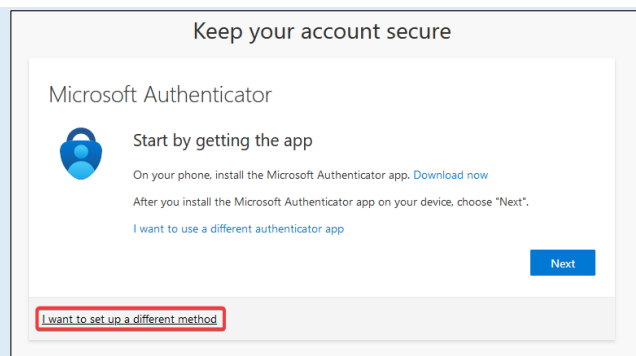 Keep your account secure
Microsoft Authenticator
Start by getting the app
On your phone, install the Microsoft Authenticator app. Download now
After you install the Microsoft Authenticator app on your device, choose "Next".
I want to use a different authenticator app
Next
I want to set up a different method